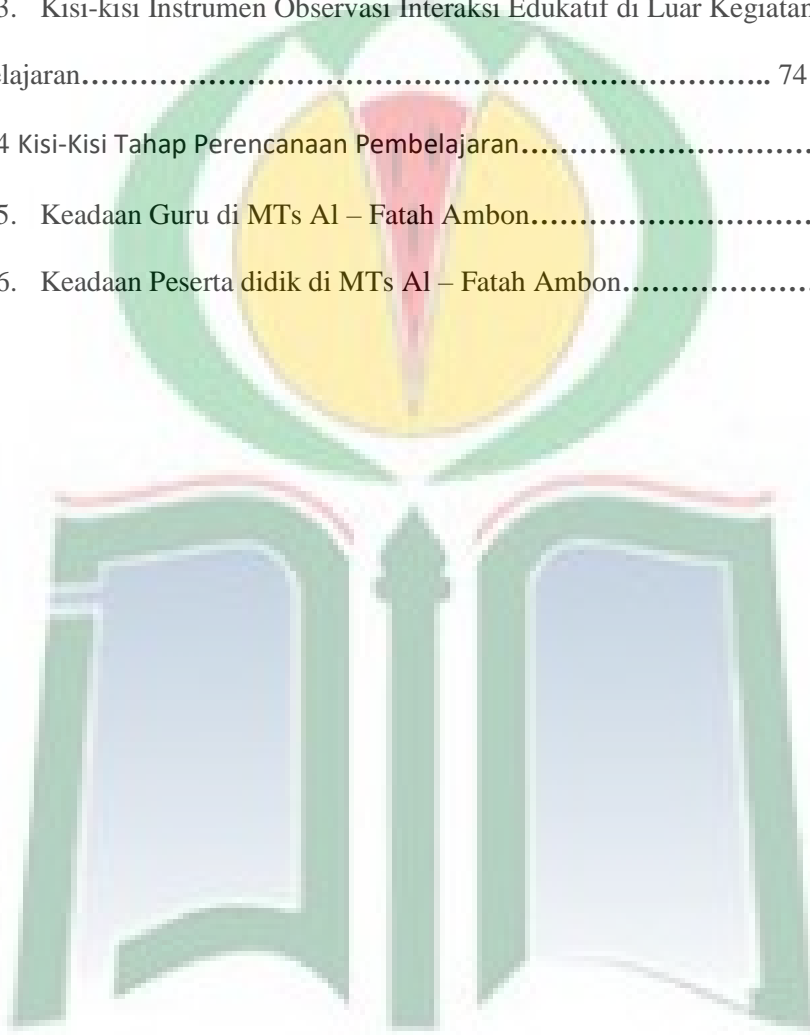 3. Kisi-kisi Instrumen Observasi Interaksi Edukatif di Luar Kegiatan
elajaran………………………………………………………….. 74
4 Kisi-Kisi Tahap Perencanaan Pembelajaran…………………………
5. Keadaan Guru di MTs Al – Fatah Ambon………………………
6. Keadaan Peserta didik di MTs Al – Fatah Ambon…………………